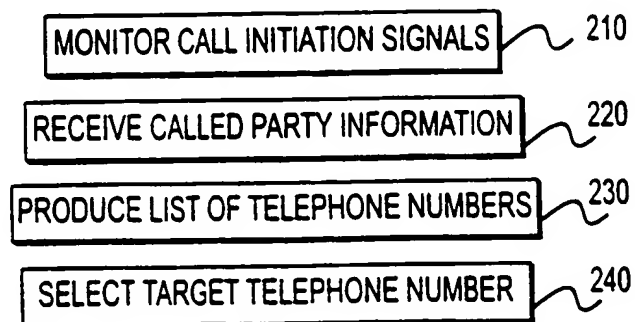 MONITOR CALL INITIATION SIGNALS 210
RECEIVE CALLED PARTY INFORMATION 220
PRODUCE LIST OF TELEPHONE NUMBERS 230
SELECT TARGET TELEPHONE NUMBER 240